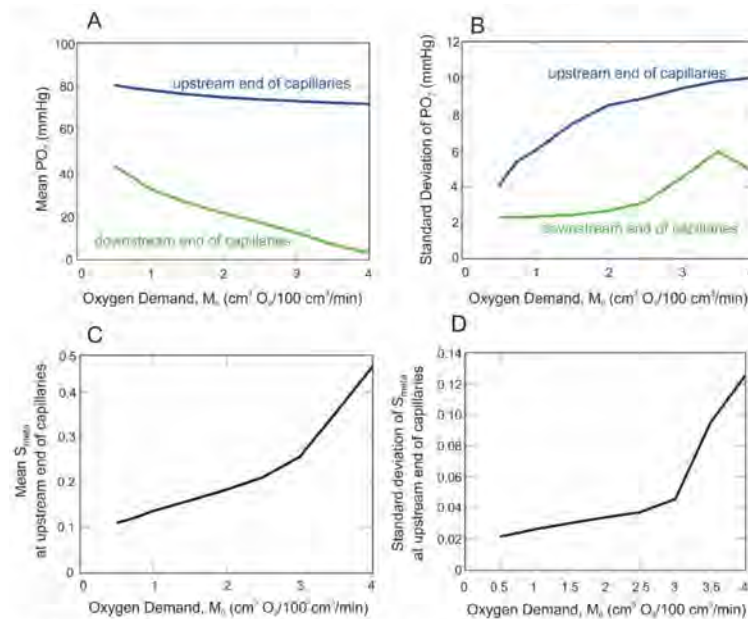 A
100
80
60
40
20
0
Mean PO₂ (mmHg)
upstream end of capillaries
downstream end of capillaries
0 1 2 3 4
Oxygen Demand, M₀ (cm³ O₂/100 cm³/min)
B
12
10
8
6
4
2
0
Standard Deviation of PO₂ (mmHg)
upstream end of capillaries
downstream end of capillaries
0 1 2 3 4
Oxygen Demand, M₀ (cm³ O₂/100 cm³/min)
C
0.5
0.4
0.3
0.2
0.1
0
Mean Sₘₑₜₐ
at upstream end of capillaries
0 1 2 3 4
Oxygen Demand, M₀ (cm³ O₂/100 cm³/min)
D
0.14
0.12
0.10
0.08
0.06
0.04
0.02
0
Standard deviation of Sₘₑₜₐ
at upstream end of capillaries
0 0.5 1 1.5 2 2.5 3 3.5 4
Oxygen Demand, M₀ (cm³ O₂/100 cm³/min)